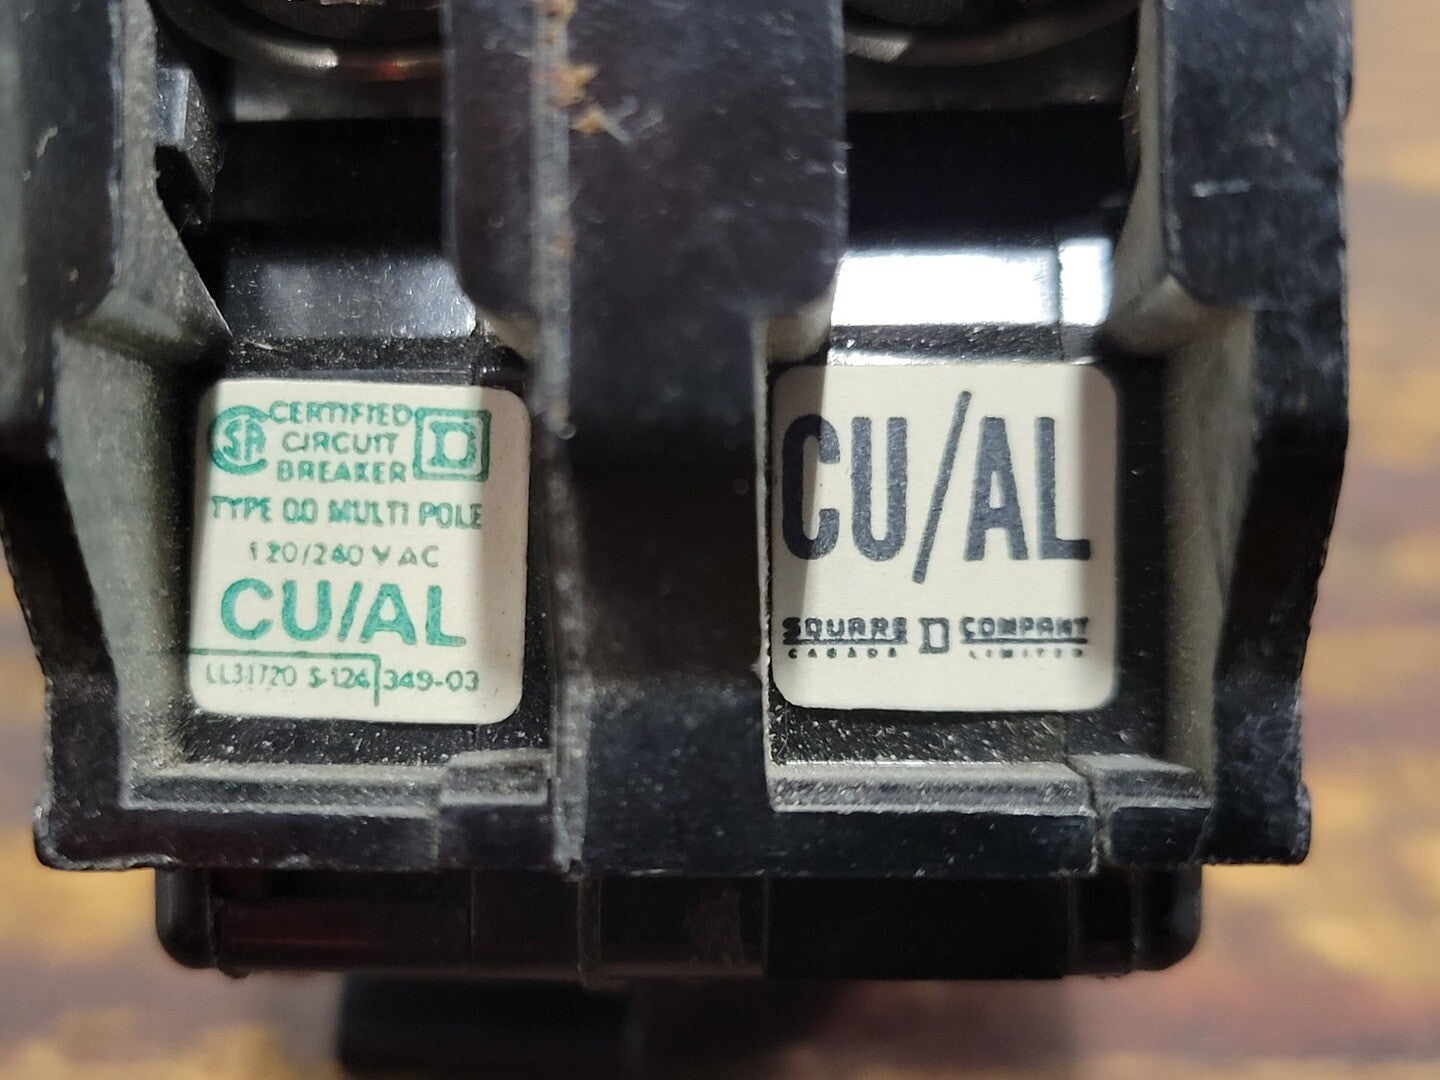 SA CERTIFIED
CIRCUIT
BREAKER
D
TYPE QO MULTI POLE
120/240 V AC
CU/AL
LL31720 S-124 349-03
CU/AL
SQUARE D COMPANY
CANADA LIMITED